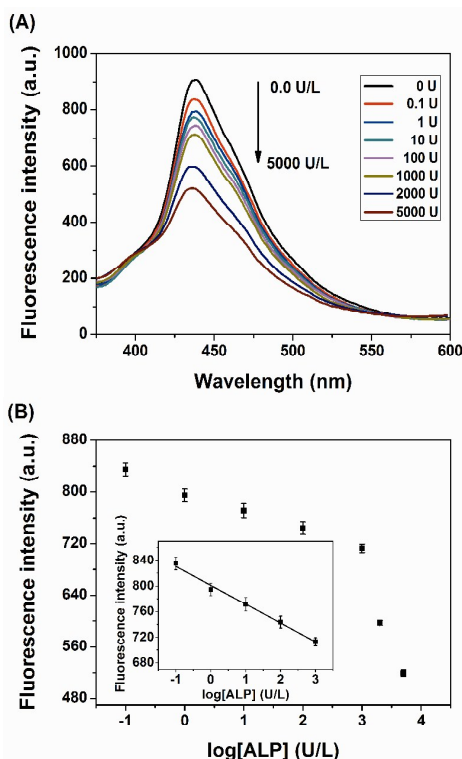 (A)
Fluorescence intensity (a.u.)
1000
800
600
400
200
0
0.0 U/L
5000 U/L
0 U
0.1 U
1 U
10 U
100 U
1000 U
2000 U
5000 U
400 450 500 550 600
Wavelength (nm)
(B)
Fluorescence intensity (a.u.)
880
800
720
640
560
480
Fluorescence intensity (a.u.)
840
800
760
720
680
-1 0 1 2 3
log[ALP] (U/L)
-1 0 1 2 3 4
log[ALP] (U/L)